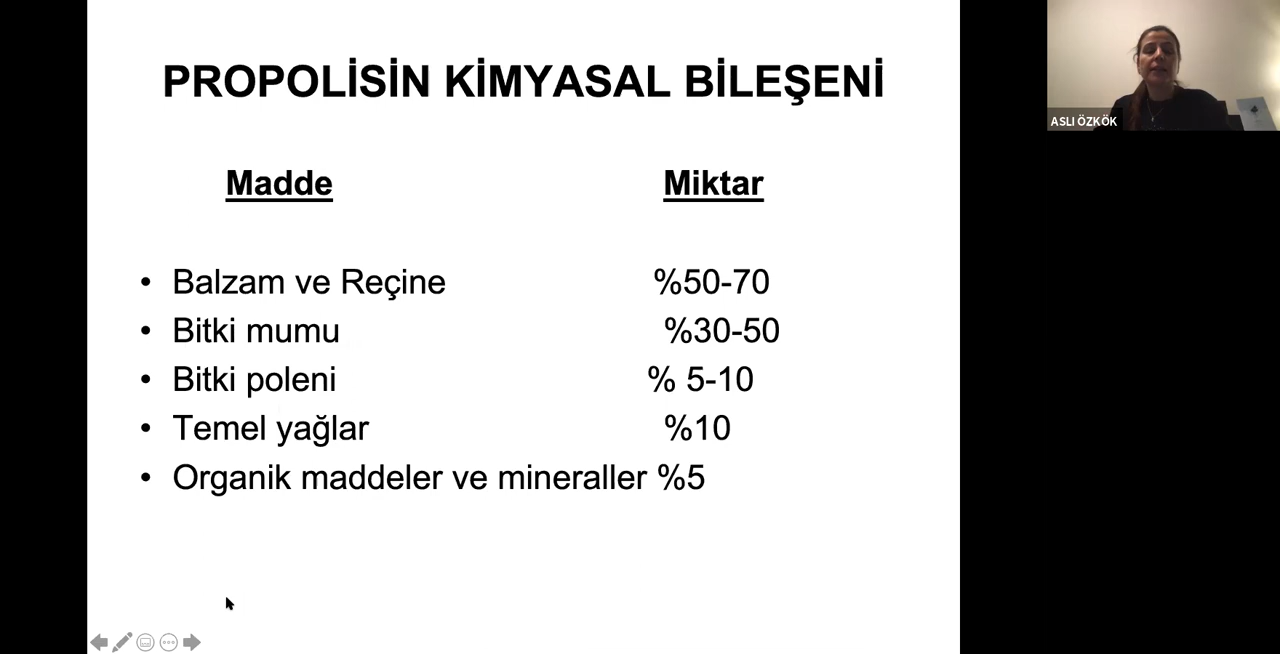 PROPOLİSİN KİMYASAL BİLEŞENİ
Madde Miktar
• Balzam ve Reçine %50-70
• Bitki mumu %30-50
• Bitki poleni % 5-10
• Temel yağlar %10
• Organik maddeler ve mineraller %5
ASLI ÖZKÖK